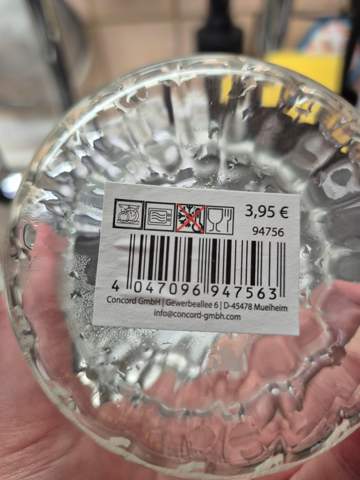 3,95 €
94756
4 047096 947563
Concord GmbH | Gewerbeallee 6 | D-45478 Muelheim
info@concord-gmbh.com